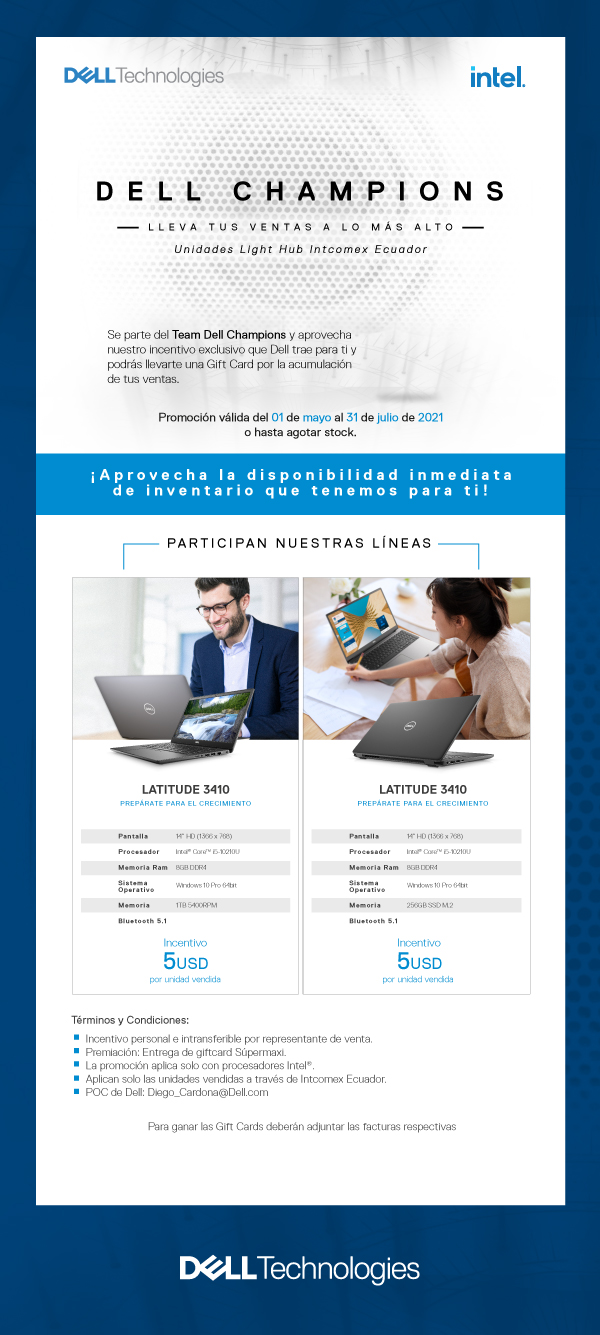 DELL Technologies
intel.
DELL CHAMPIONS
LLEVA TUS VENTAS A LO MÁS ALTO
Unidades Light Hub Intcomex Ecuador
Se parte del Team Dell Champions y aprovecha
nuestro incentivo exclusivo que Dell trae para ti y
podrás llevarte una Gift Card por la acumulación
de tus ventas.
Promoción válida del 01 de mayo al 31 de julio de 2021
o hasta agotar stock.
¡Aprovecha la disponibilidad inmediata
de inventario que tenemos para ti!
PARTICIPAN NUESTRAS LÍNEAS
LATITUDE 3410
PREPÁRATE PARA EL CRECIMIENTO
Pantalla 14" HD (1366 x 768)
Procesador Intel® Core™ i5-10210U
Memoria Ram 8GB DDR4
Sistema
Operativo Windows 10 Pro 64bit
Memoria 1TB 5400RPM
Bluetooth 5.1
Incentivo
5USD
por unidad vendida
LATITUDE 3410
PREPÁRATE PARA EL CRECIMIENTO
Pantalla 14" HD (1366 x 768)
Procesador Intel® Core™ i5-10210U
Memoria Ram 8GB DDR4
Sistema
Operativo Windows 10 Pro 64bit
Memoria 256GB SSD M.2
Bluetooth 5.1
Incentivo
5USD
por unidad vendida
Términos y Condiciones:
Incentivo personal e intransferible por representante de venta.
Premiación: Entrega de giftcard Súpermaxi.
La promoción aplica solo con procesadores Intel®.
Aplican solo las unidades vendidas a través de Intcomex Ecuador.
POC de Dell: Diego_Cardona@Dell.com
Para ganar las Gift Cards deberán adjuntar las facturas respectivas
DELL Technologies